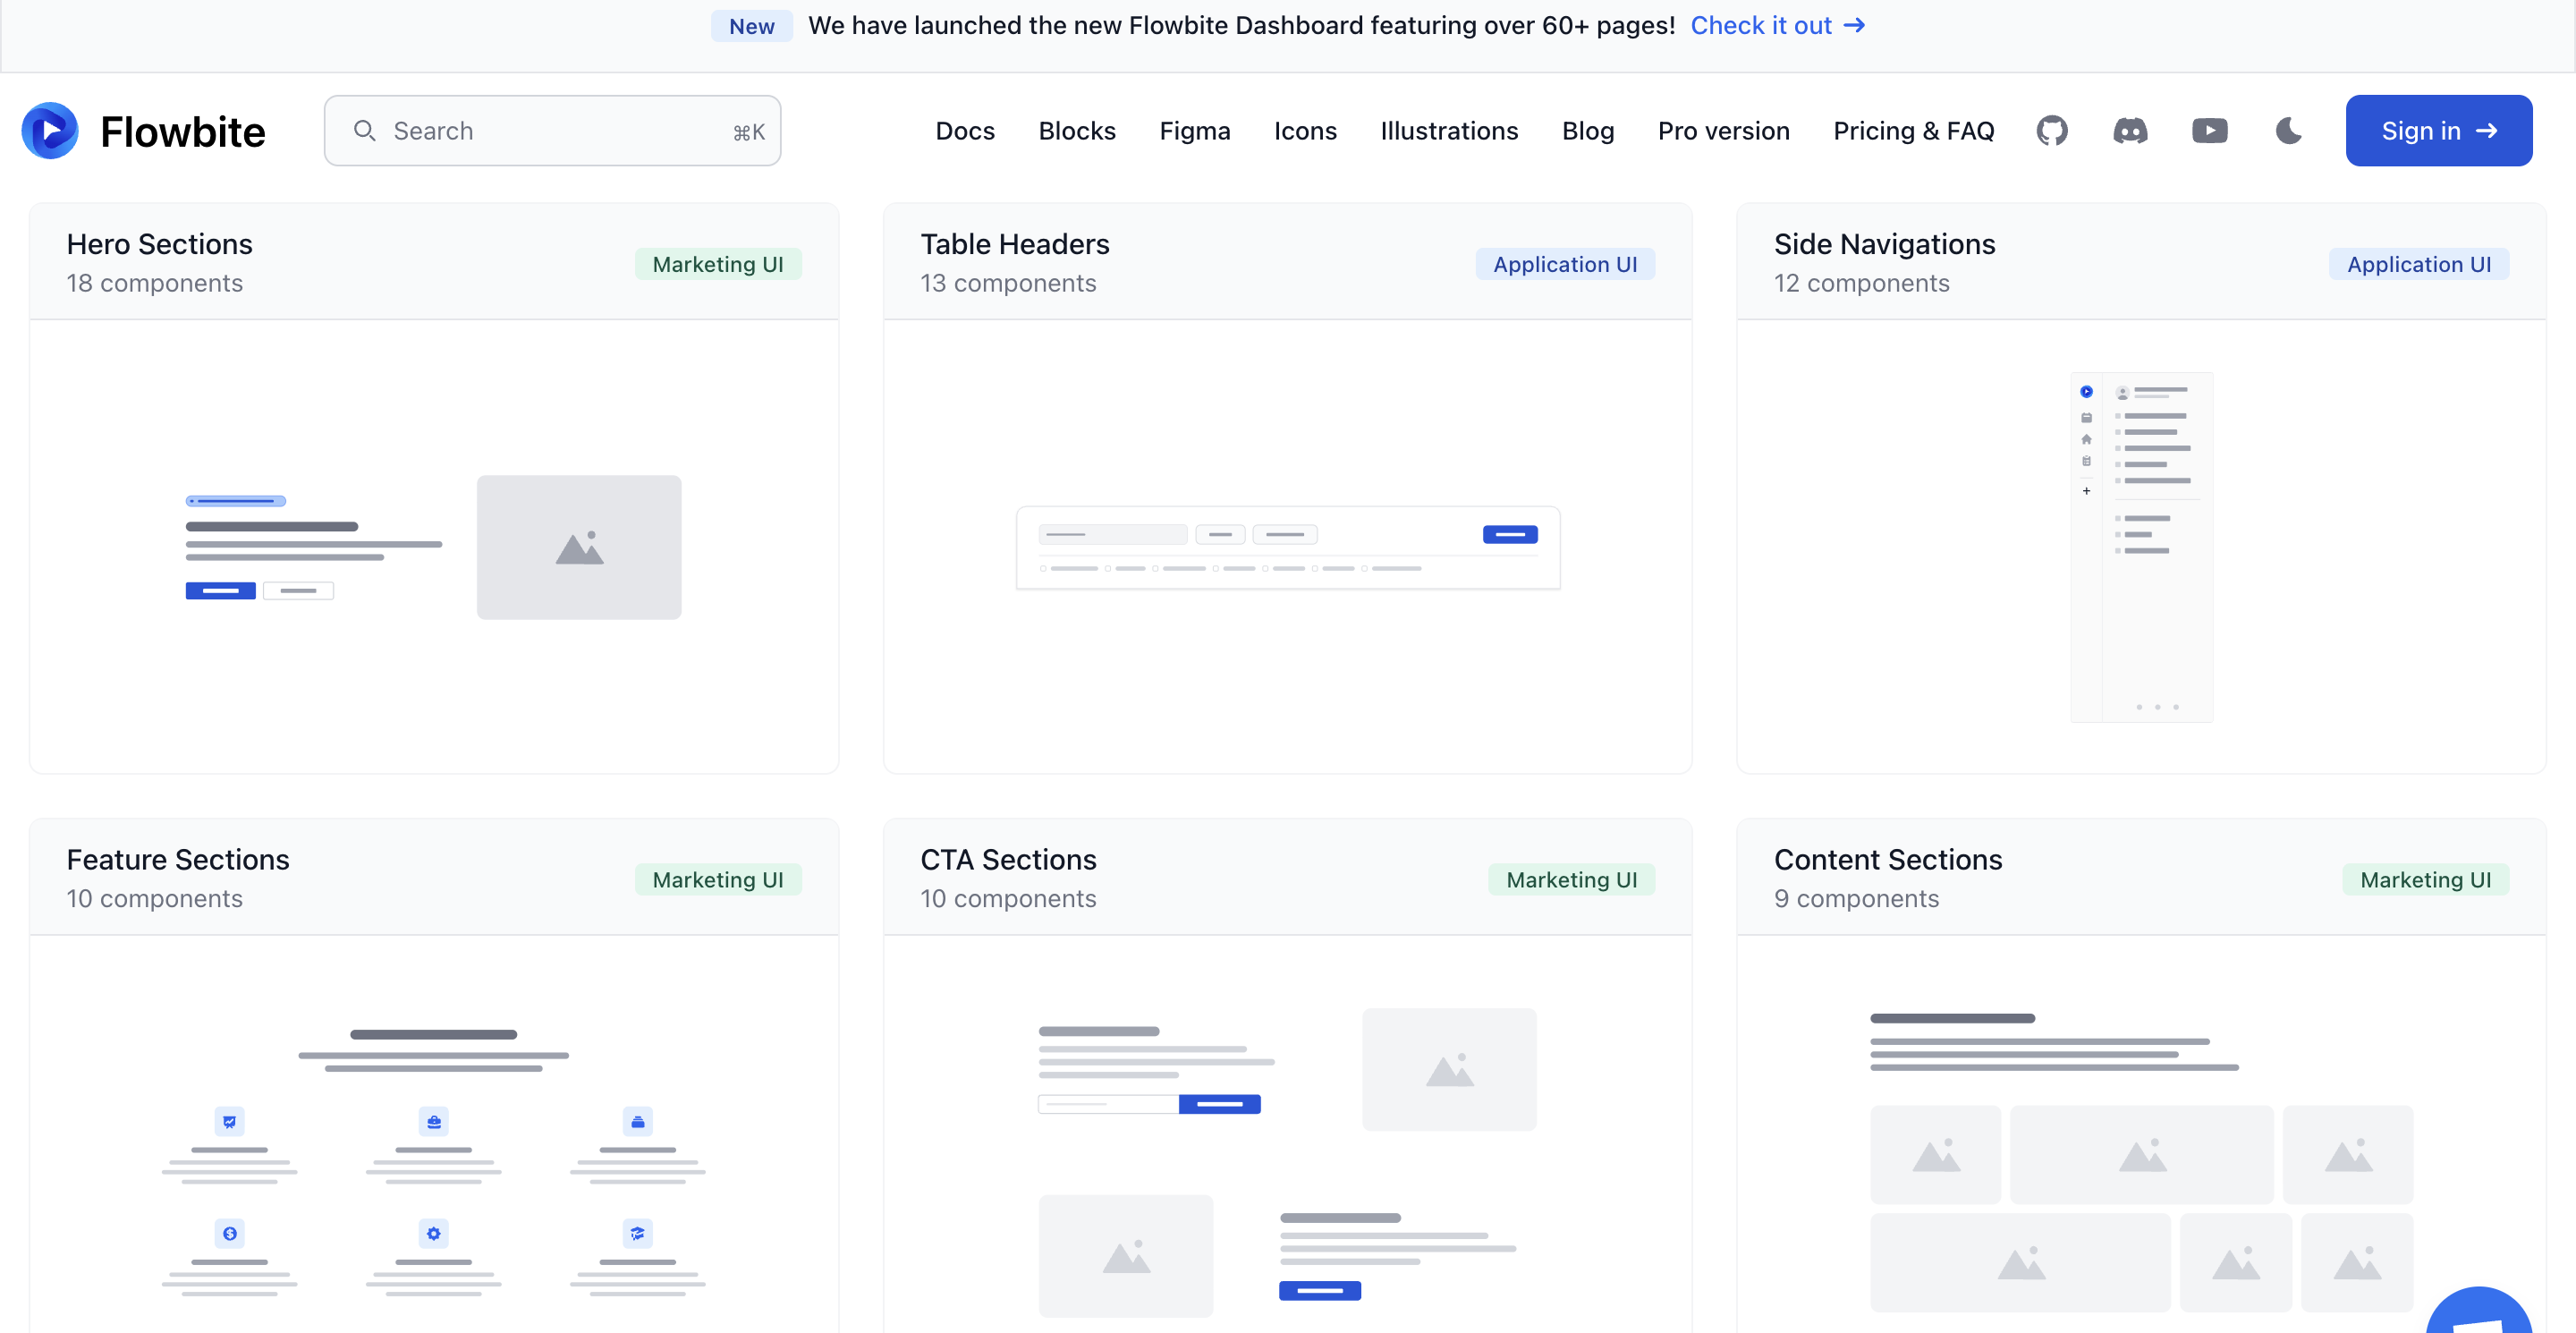 New We have launched the new Flowbite Dashboard featuring over 60+ pages! Check it out →
Flowbite
Search ⌘K
Docs Blocks Figma Icons Illustrations Blog Pro version Pricing & FAQ Sign in →
Hero Sections
18 components
Marketing UI
Table Headers
13 components
Application UI
Side Navigations
12 components
Application UI
Feature Sections
10 components
Marketing UI
CTA Sections
10 components
Marketing UI
Content Sections
9 components
Marketing UI